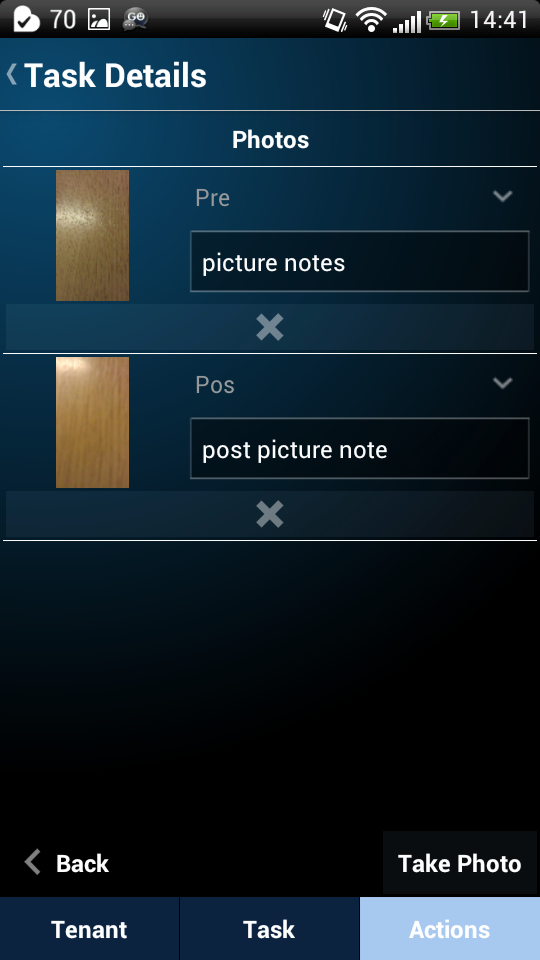 70 GO 14:41
Task Details
Photos
Pre
picture notes
Pos
post picture note
Back Take Photo
Tenant Task Actions